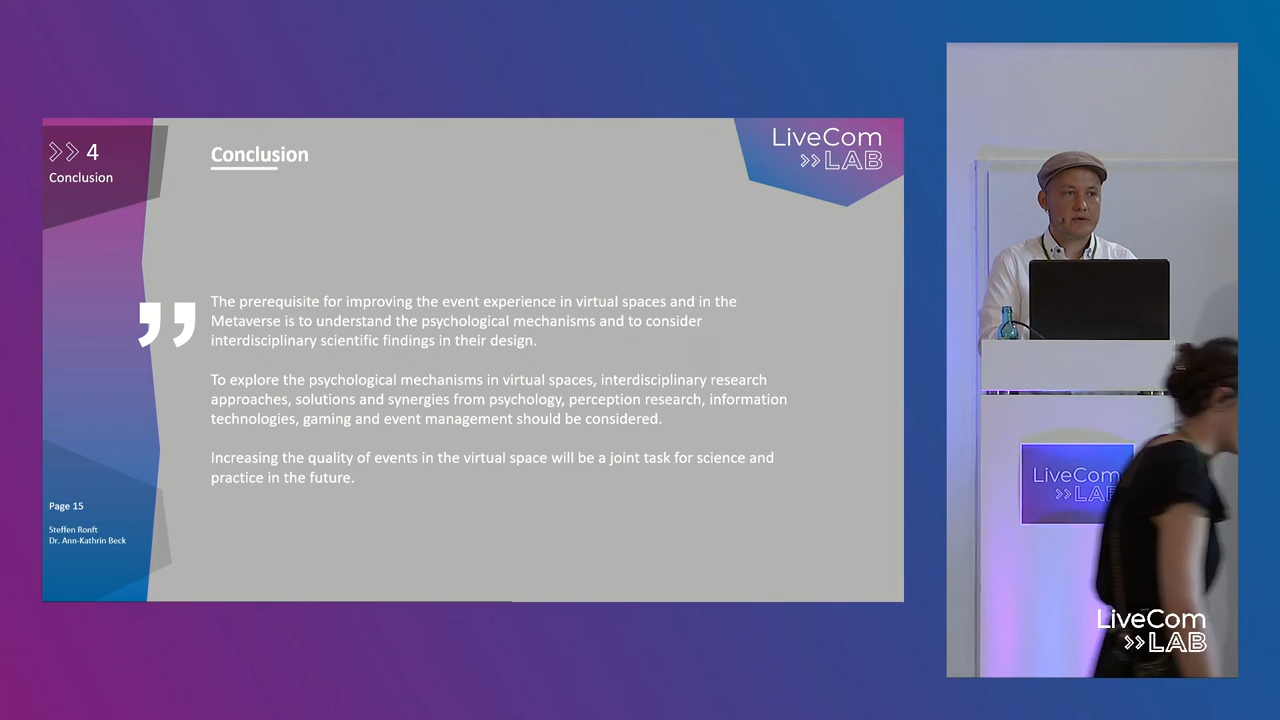 4
Conclusion
Conclusion
LiveCom
LAB
The prerequisite for improving the event experience in virtual spaces and in the
Metaverse is to understand the psychological mechanisms and to consider
interdisciplinary scientific findings in their design.
To explore the psychological mechanisms in virtual spaces, interdisciplinary research
approaches, solutions and synergies from psychology, perception research, information
technologies, gaming and event management should be considered.
Increasing the quality of events in the virtual space will be a joint task for science and
practice in the future.
Page 15
Steffen Ronft
Dr. Ann-Kathrin Beck
LiveCom
LAB
LiveCom
LAB